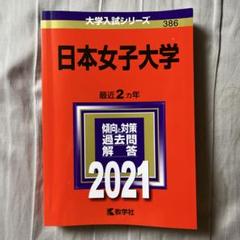 大学入試シリーズ
386
日本女子大学
最近2ヵ年
傾向と対策
過去問
解答
2021
教学社